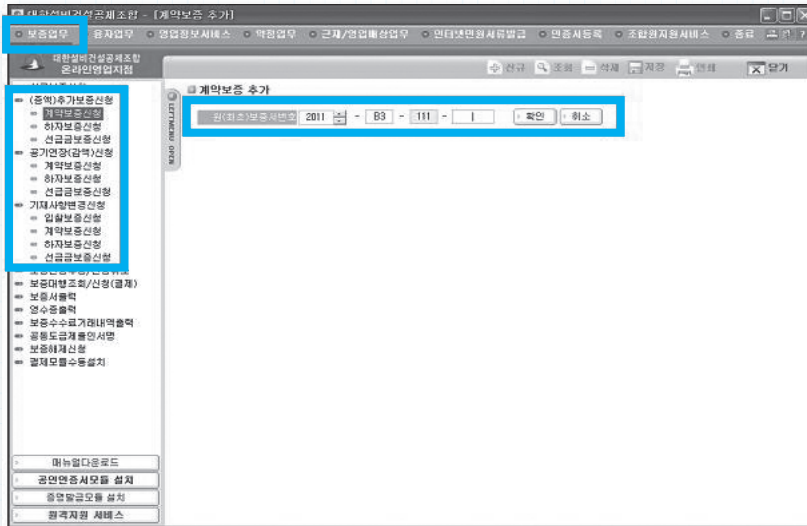 대한설비건설공제조합 - [계약보증 추가]
보증업무 융자업무 영업정보서비스 약정업무 근재/영업배상업무 인터넷민원서류발급 인증서등록 조합원지원서비스 종료
대한설비건설공제조합
온라인영업지점
신규 조회 삭제 저장 인쇄 닫기
(증액)추가보증신청
계약보증신청
하자보증신청
선급금보증신청
공기연장(감액)신청
계약보증신청
하자보증신청
선급금보증신청
기재사항변경신청
입찰보증신청
계약보증신청
하자보증신청
선급금보증신청
보증대행조회/신청(결제)
보증서출력
영수증출력
보증수수료거래내역출력
공동도급제출인서명
보증해제신청
결제모듈수동설치
매뉴얼다운로드
공인인증서모듈 설치
증명발급모듈 설치
원격지원 서비스
LEFTMENU OPEN
계약보증 추가
원(최초)보증서번호 2011 - B3 - 111 - 확인 취소